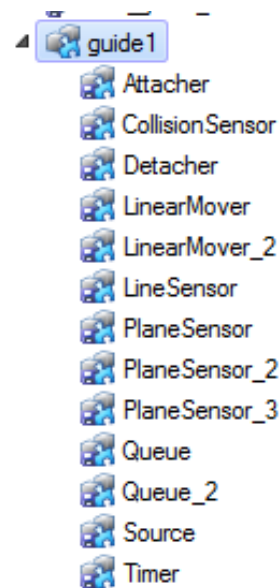 guide1
Attacher
CollisionSensor
Detacher
LinearMover
LinearMover_2
LineSensor
PlaneSensor
PlaneSensor_2
PlaneSensor_3
Queue
Queue_2
Source
Timer